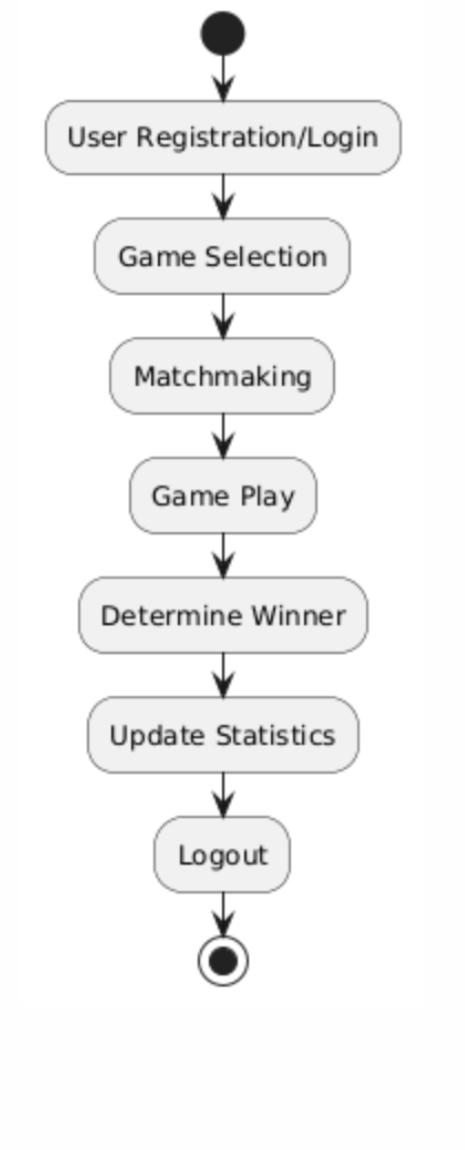 User Registration/Login
Game Selection
Matchmaking
Game Play
Determine Winner
Update Statistics
Logout